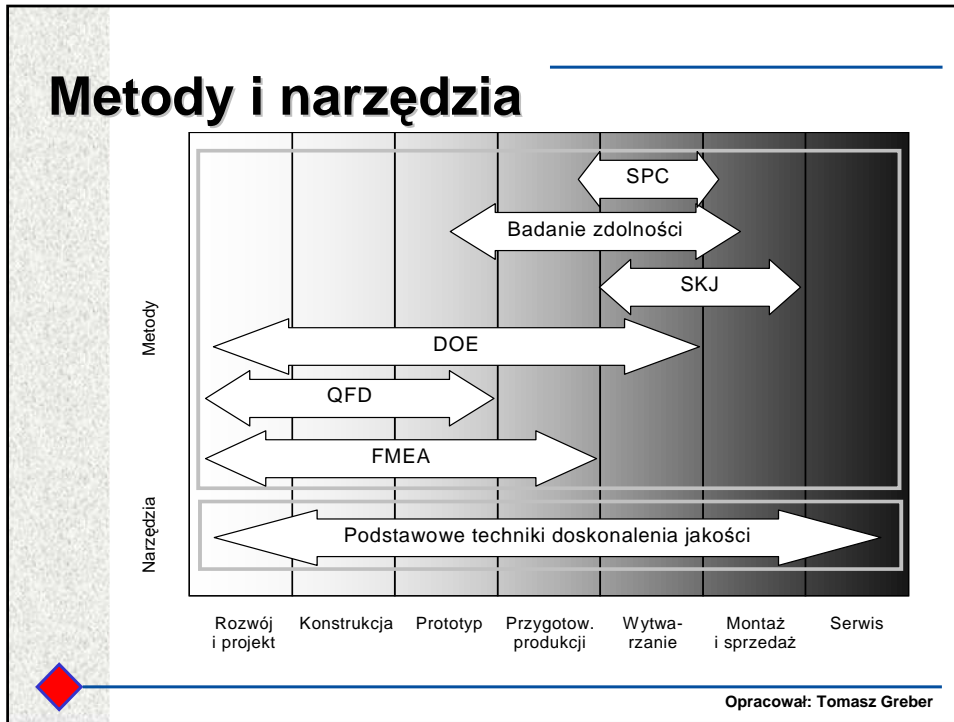 Metody i narzędzia
SPC
Badanie zdolności
SKJ
Metody
DOE
QFD
FMEA
Narzędzia
Podstawowe techniki doskonalenia jakości
Rozwój
i projekt
Konstrukcja
Prototyp
Przygotow.
produkcji
Wytwa-
rzanie
Montaż
i sprzedaż
Serwis
Opracował: Tomasz Greber